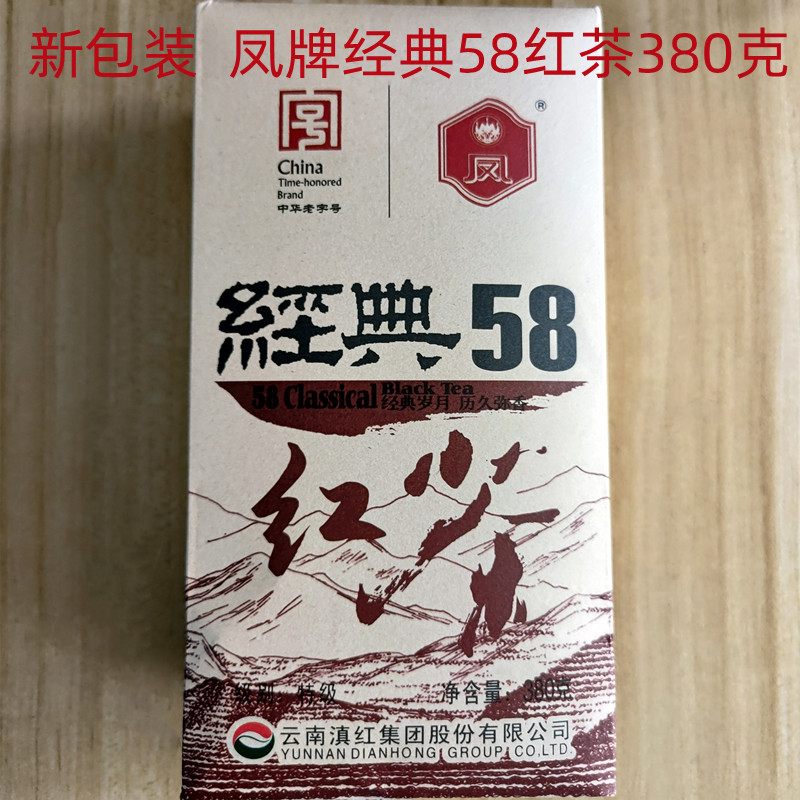 新包装 凤牌经典58红茶380克
China
Time-honored
Brand
中华老字号
凤
®
經典58
58 Classical Black Tea
经典岁月 历久弥香
红茶
级别：特级
净含量：380克
云南滇红集团股份有限公司
YUNNAN DIANHONG GROUP CO.,LTD.